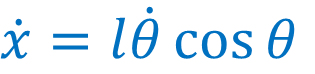 ẋ = lθ̇ cos θ